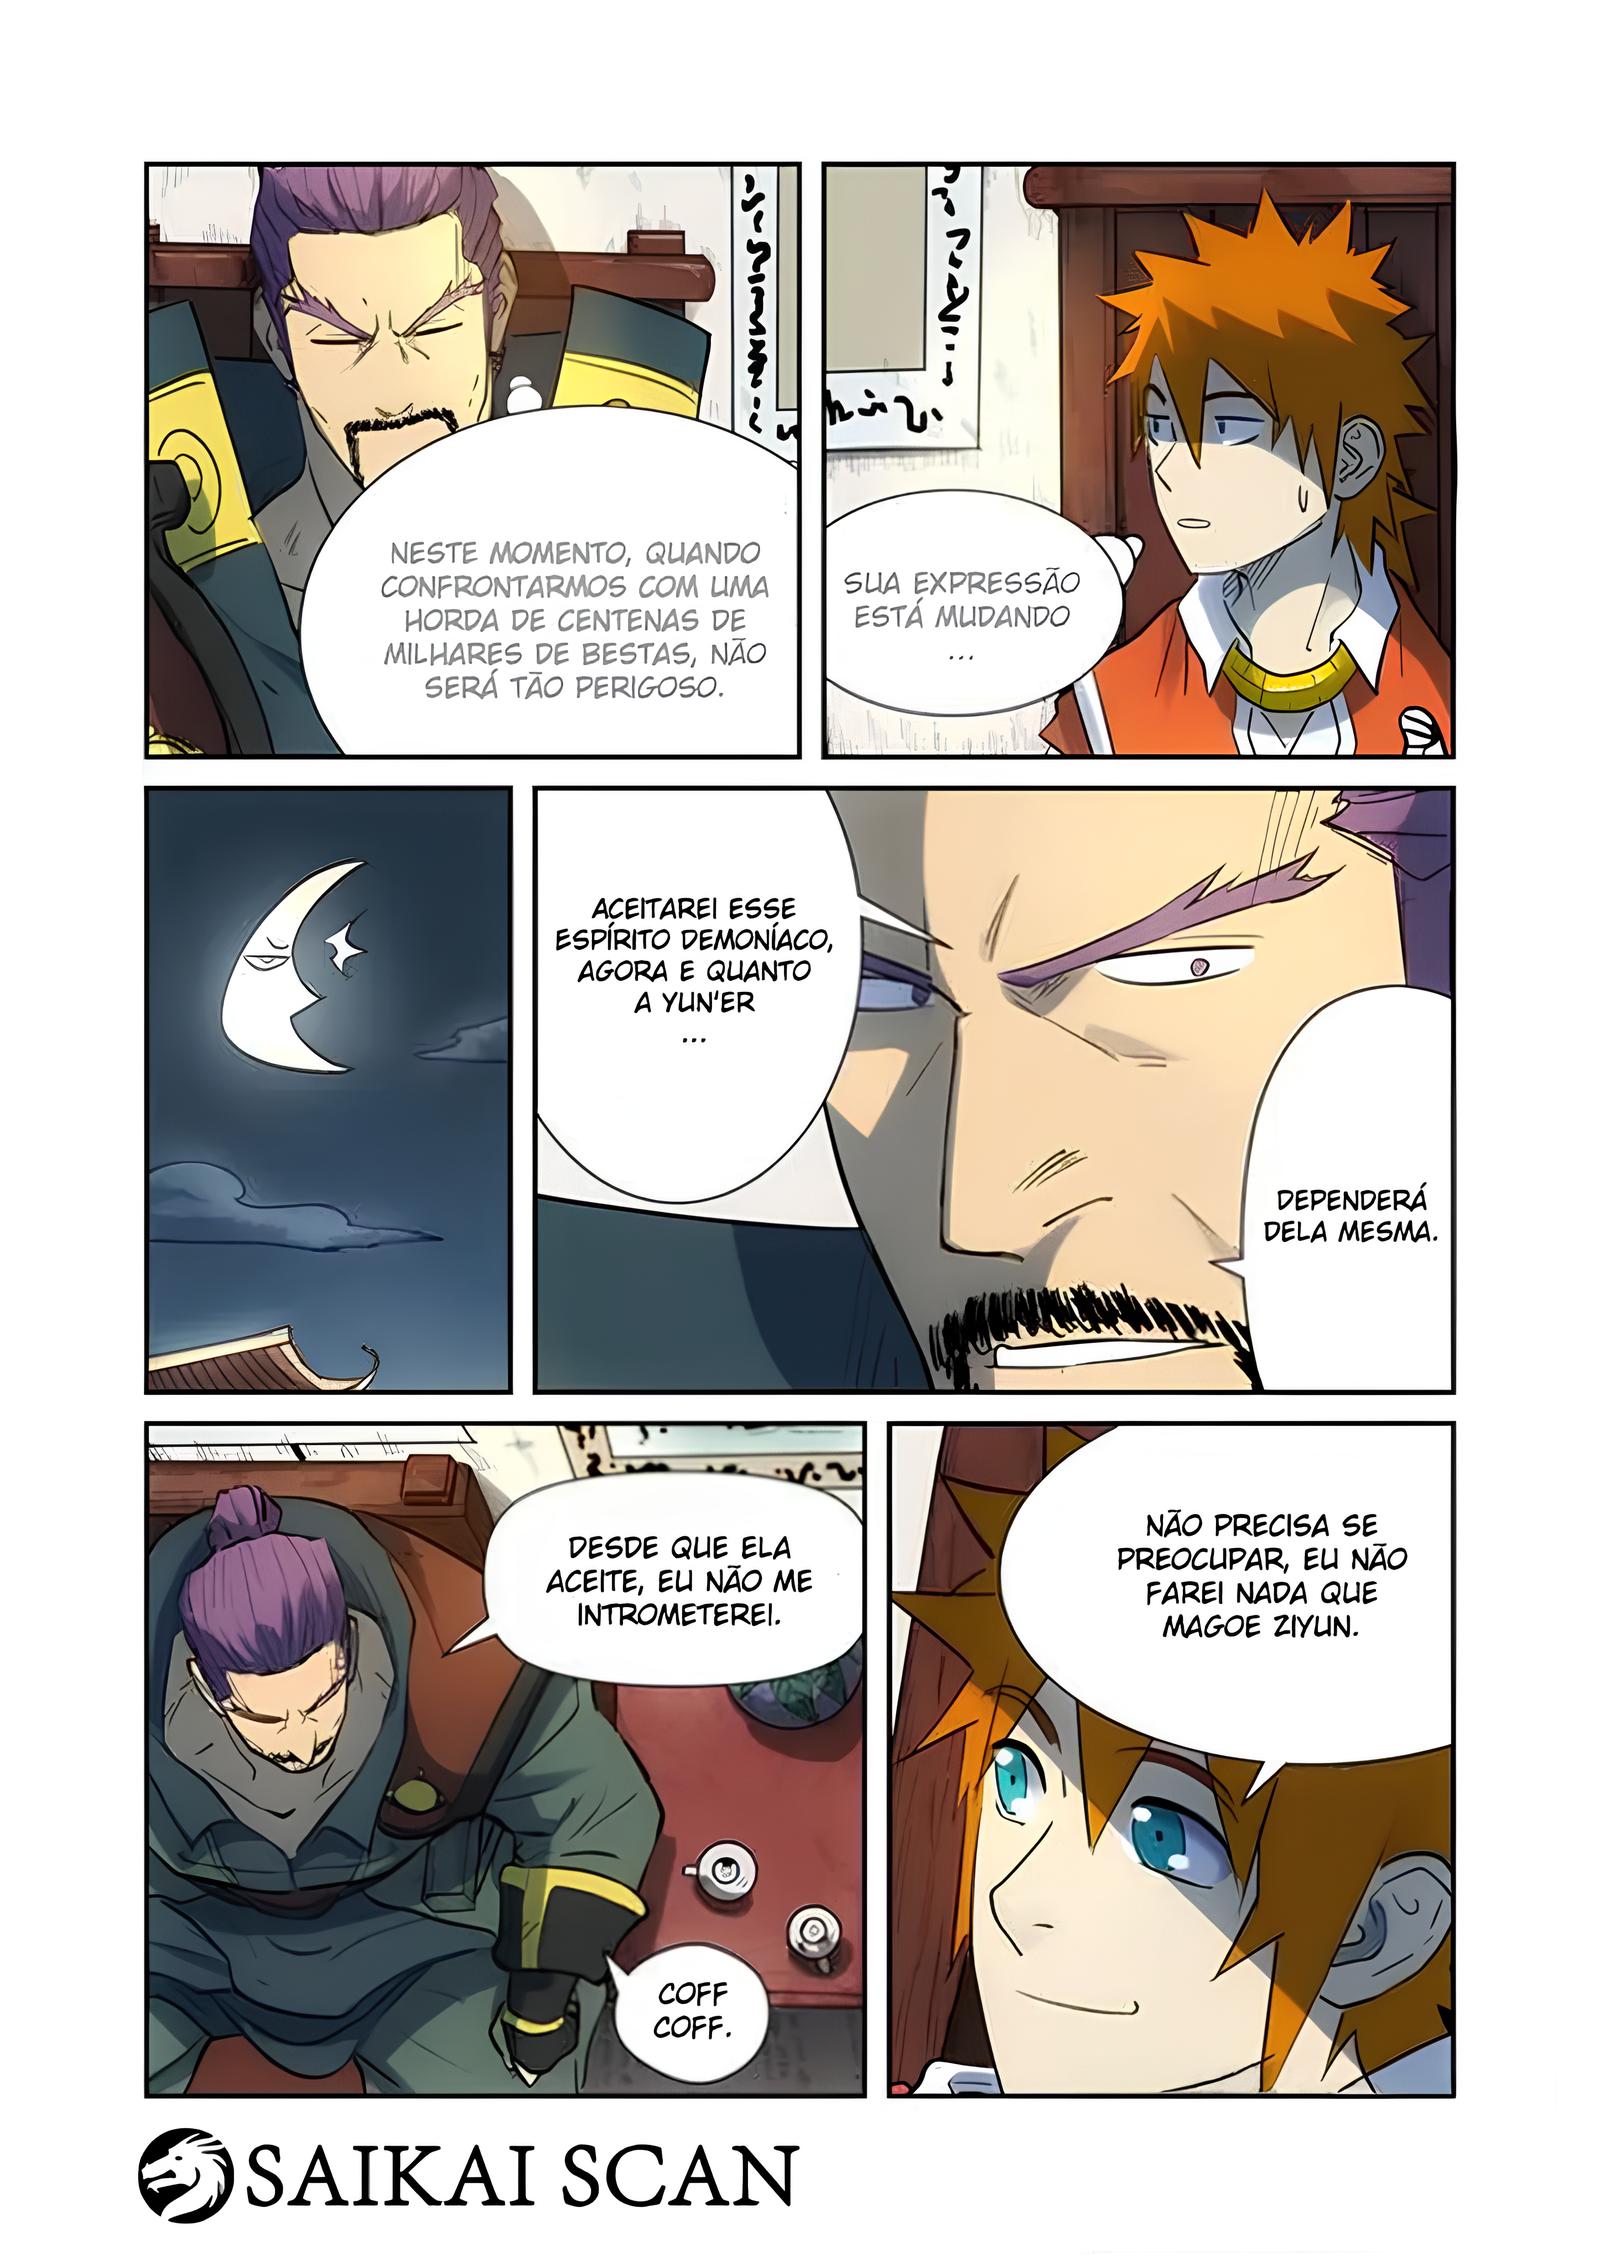 NESTE MOMENTO, QUANDO
CONFRONTARMOS COM UMA
HORDA DE CENTENAS DE
MILHARES DE BESTAS, NÃO
SERÁ TÃO PERIGOSO.
SUA EXPRESSÃO
ESTÁ MUDANDO
...
ACEITAREI ESSE
ESPÍRITO DEMONÍACO,
AGORA E QUANTO
A YUN'ER
...
DEPENDERÁ
DELA MESMA.
DESDE QUE ELA
ACEITE, EU NÃO ME
INTROMETEREI.
COFF
COFF.
NÃO PRECISA SE
PREOCUPAR, EU NÃO
FAREI NADA QUE
MAGOE ZIYUN.
SAIKAI SCAN